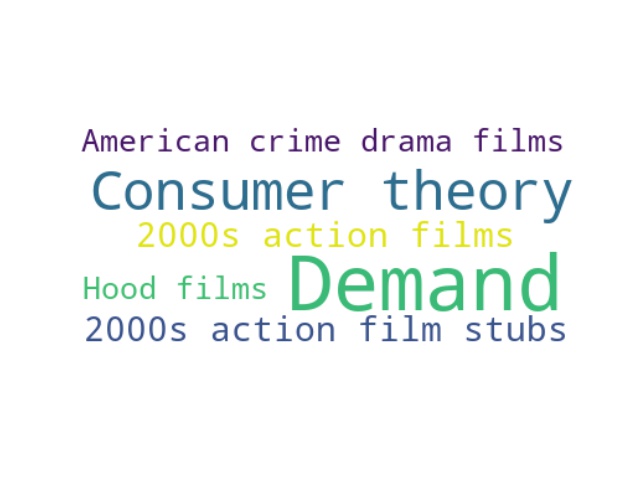 American crime drama films
Consumer theory
2000s action films
Hood films Demand
2000s action film stubs